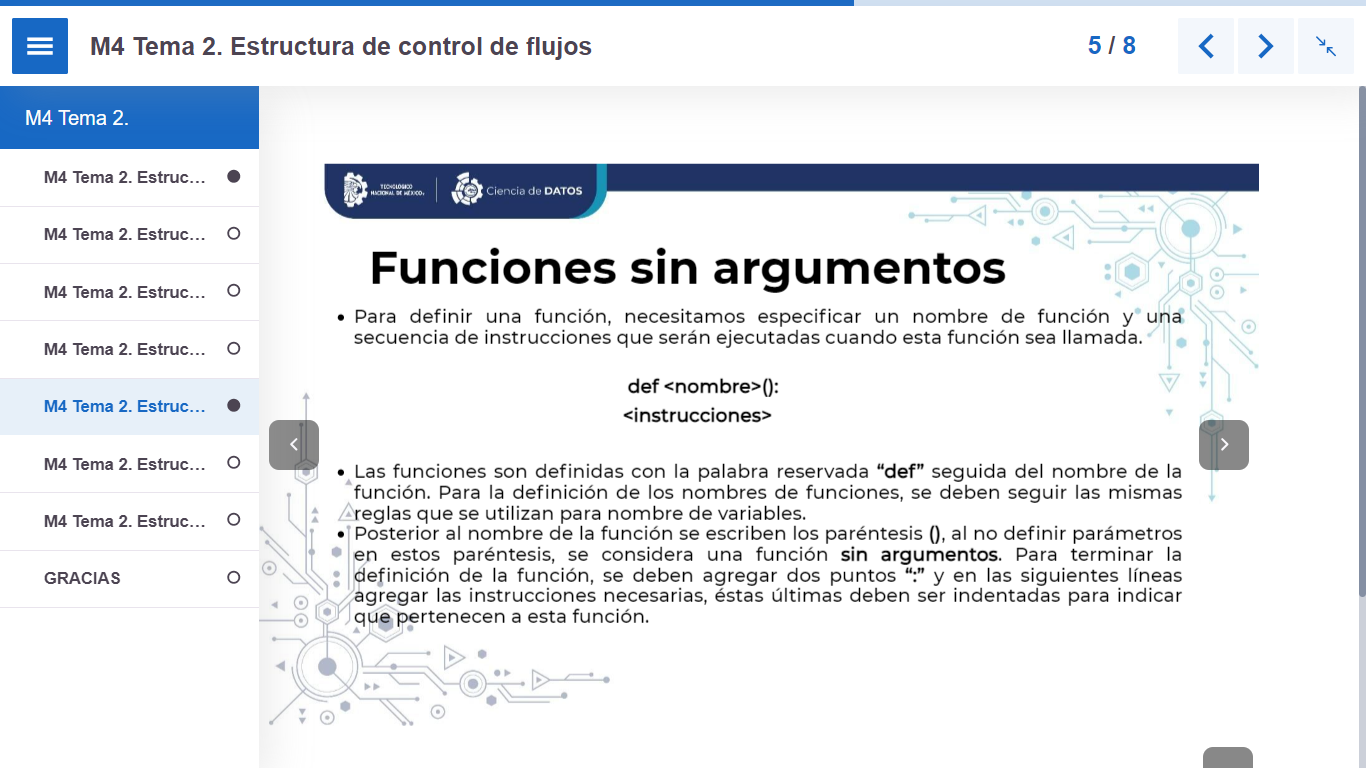 M4 Tema 2. Estructura de control de flujos
5 / 8
M4 Tema 2.
M4 Tema 2. Estruc...
M4 Tema 2. Estruc...
M4 Tema 2. Estruc...
M4 Tema 2. Estruc...
M4 Tema 2. Estruc...
M4 Tema 2. Estruc...
M4 Tema 2. Estruc...
GRACIAS
TECNOLÓGICO
NACIONAL DE MÉXICO
Ciencia de DATOS
Funciones sin argumentos
• Para definir una función, necesitamos especificar un nombre de función y una
secuencia de instrucciones que serán ejecutadas cuando esta función sea llamada.
def <nombre>():
<instrucciones>
• Las funciones son definidas con la palabra reservada “def” seguida del nombre de la
función. Para la definición de los nombres de funciones, se deben seguir las mismas
reglas que se utilizan para nombre de variables.
• Posterior al nombre de la función se escriben los paréntesis (), al no definir parámetros
en estos paréntesis, se considera una función sin argumentos. Para terminar la
definición de la función, se deben agregar dos puntos “:” y en las siguientes líneas
agregar las instrucciones necesarias, éstas últimas deben ser indentadas para indicar
que pertenecen a esta función.